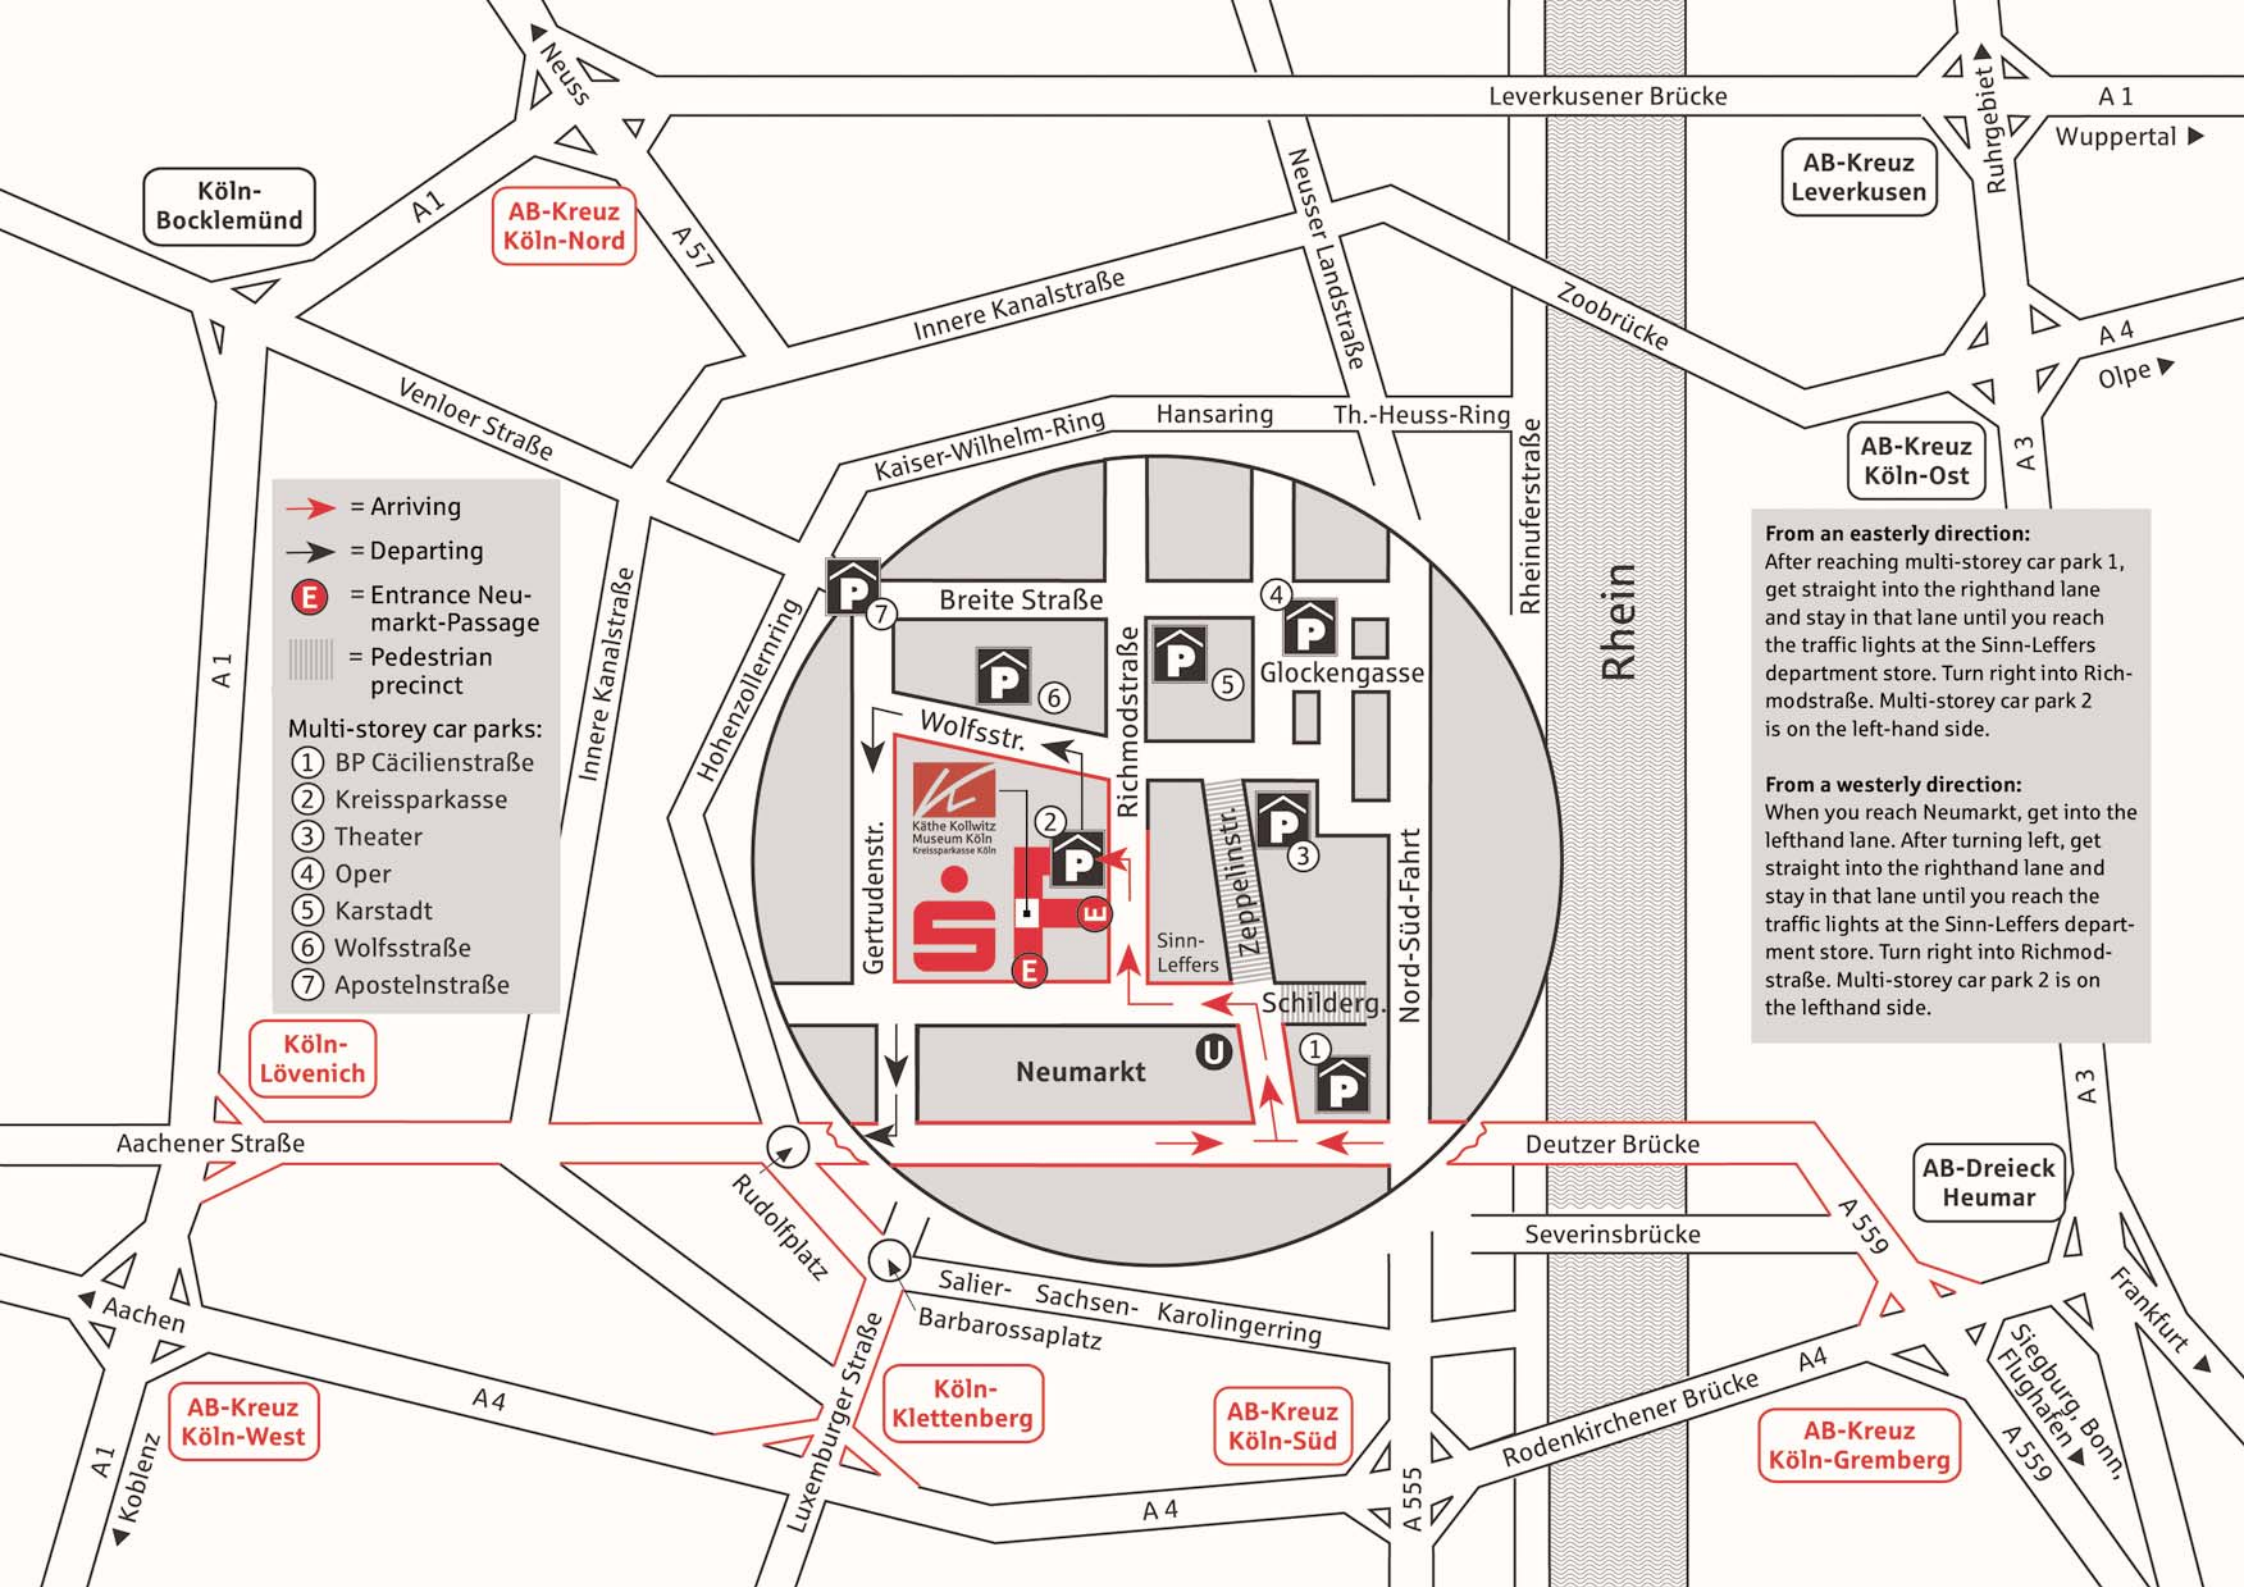 Neuss
Leverkusener Brücke
Ruhrgebiet
A 1
Wuppertal
Köln-
Bocklemünd
A 1
AB-Kreuz
Köln-Nord
A 57
Neusser Landstraße
AB-Kreuz
Leverkusen
Innere Kanalstraße
Zoobrücke
A 4
Olpe
Venloer Straße
Kaiser-Wilhelm-Ring
Hansaring
Th.-Heuss-Ring
Rheinuferstraße
AB-Kreuz
Köln-Ost
A 3
= Arriving
= Departing
E
= Entrance Neu-
markt-Passage
= Pedestrian
precinct
Multi-storey car parks:
1 BP Cäcilienstraße
2 Kreissparkasse
3 Theater
4 Oper
5 Karstadt
6 Wolfsstraße
7 Apostelnstraße
A 1
Innere Kanalstraße
Hohenzollernring
P
7
Breite Straße
P
6
Richmodstraße
P
5
4
P
Glockengasse
Wolfsstr.
Gertrudenstr.
Käthe Kollwitz
Museum Köln
Kreissparkasse Köln
2
P
E
E
Sinn-
Leffers
Zeppelinstr.
P
3
Nord-Süd-Fahrt
Schilderg.
Neumarkt
U
1
P
Rhein
From an easterly direction:
After reaching multi-storey car park 1,
get straight into the righthand lane
and stay in that lane until you reach
the traffic lights at the Sinn-Leffers
department store. Turn right into Rich-
modstraße. Multi-storey car park 2
is on the left-hand side.
From a westerly direction:
When you reach Neumarkt, get into the
lefthand lane. After turning left, get
straight into the righthand lane and
stay in that lane until you reach the
traffic lights at the Sinn-Leffers depart-
ment store. Turn right into Richmod-
straße. Multi-storey car park 2 is on
the lefthand side.
Köln-
Lövenich
Aachener Straße
Rudolfplatz
Deutzer Brücke
Severinsbrücke
A 559
A 3
AB-Dreieck
Heumar
Aachen
Salier- Sachsen- Karolingerring
Barbarossaplatz
Luxemburger Straße
Frankfurt
Siegburg, Bonn,
Flughafen
A 559
A 4
AB-Kreuz
Köln-West
A 1
Koblenz
Köln-
Klettenberg
AB-Kreuz
Köln-Süd
Rodenkirchener Brücke
A4
AB-Kreuz
Köln-Gremberg
A 4
A 555